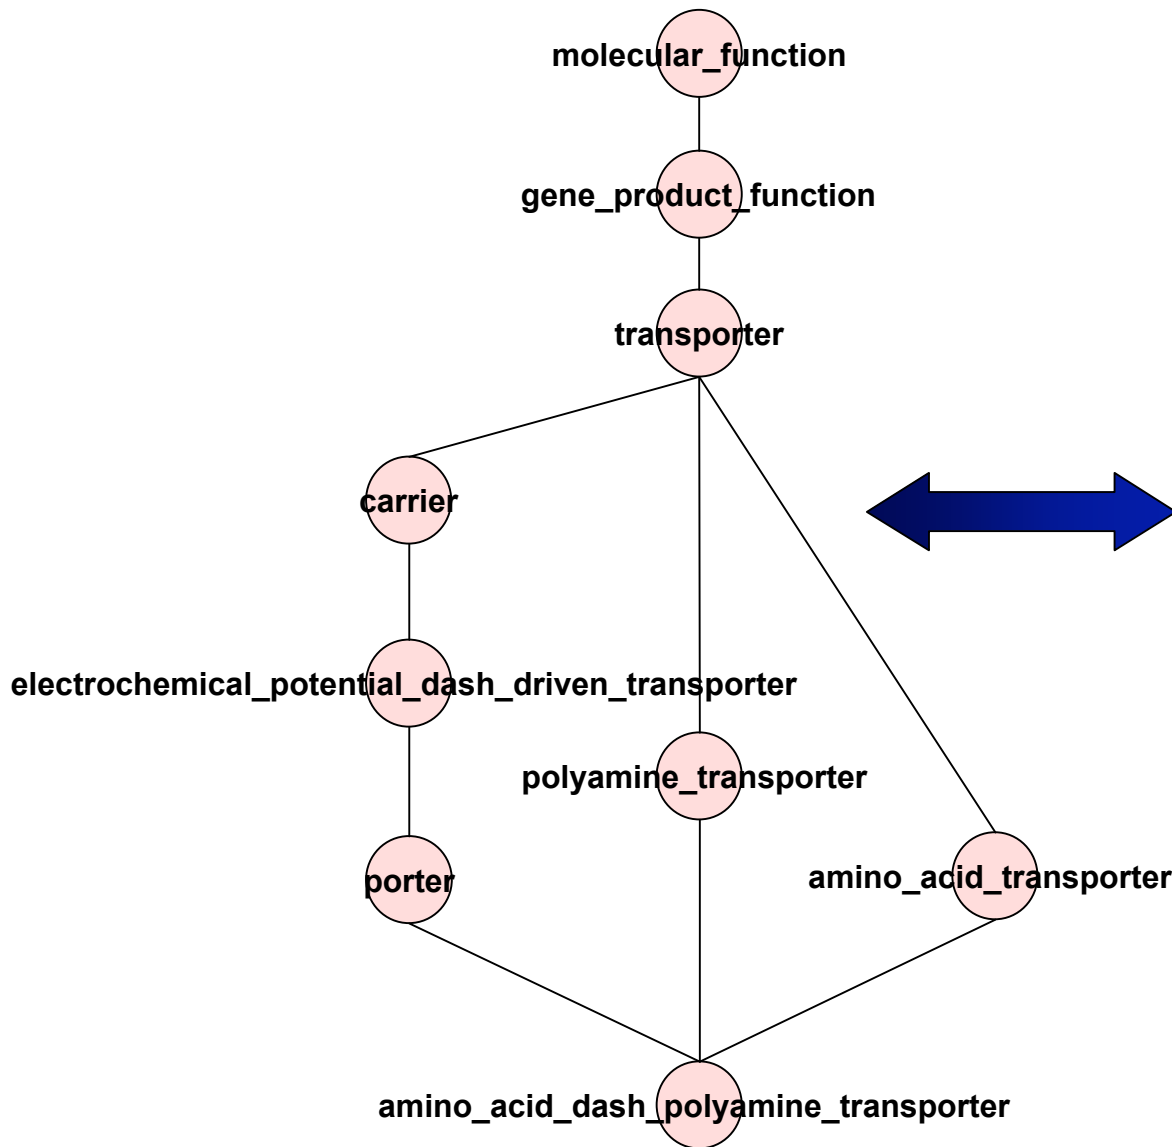 molecular_function
gene_product_function
transporter
carrier
electrochemical_potential_dash_driven_transporter
polyamine_transporter
porter
amino_acid_transporter
amino_acid_dash_polyamine_transporter